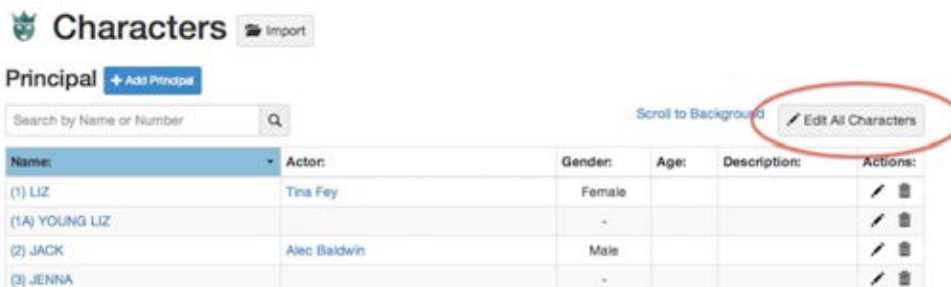 Characters Import
Principal + Add Principal
Search by Name or Number
Scroll to Background
Edit All Characters
Name: Actor: Gender: Age: Description: Actions:
(1) LIZ Tina Fey Female
(1A) YOUNG LIZ -
(2) JACK Alec Baldwin Male
(3) JENNA -